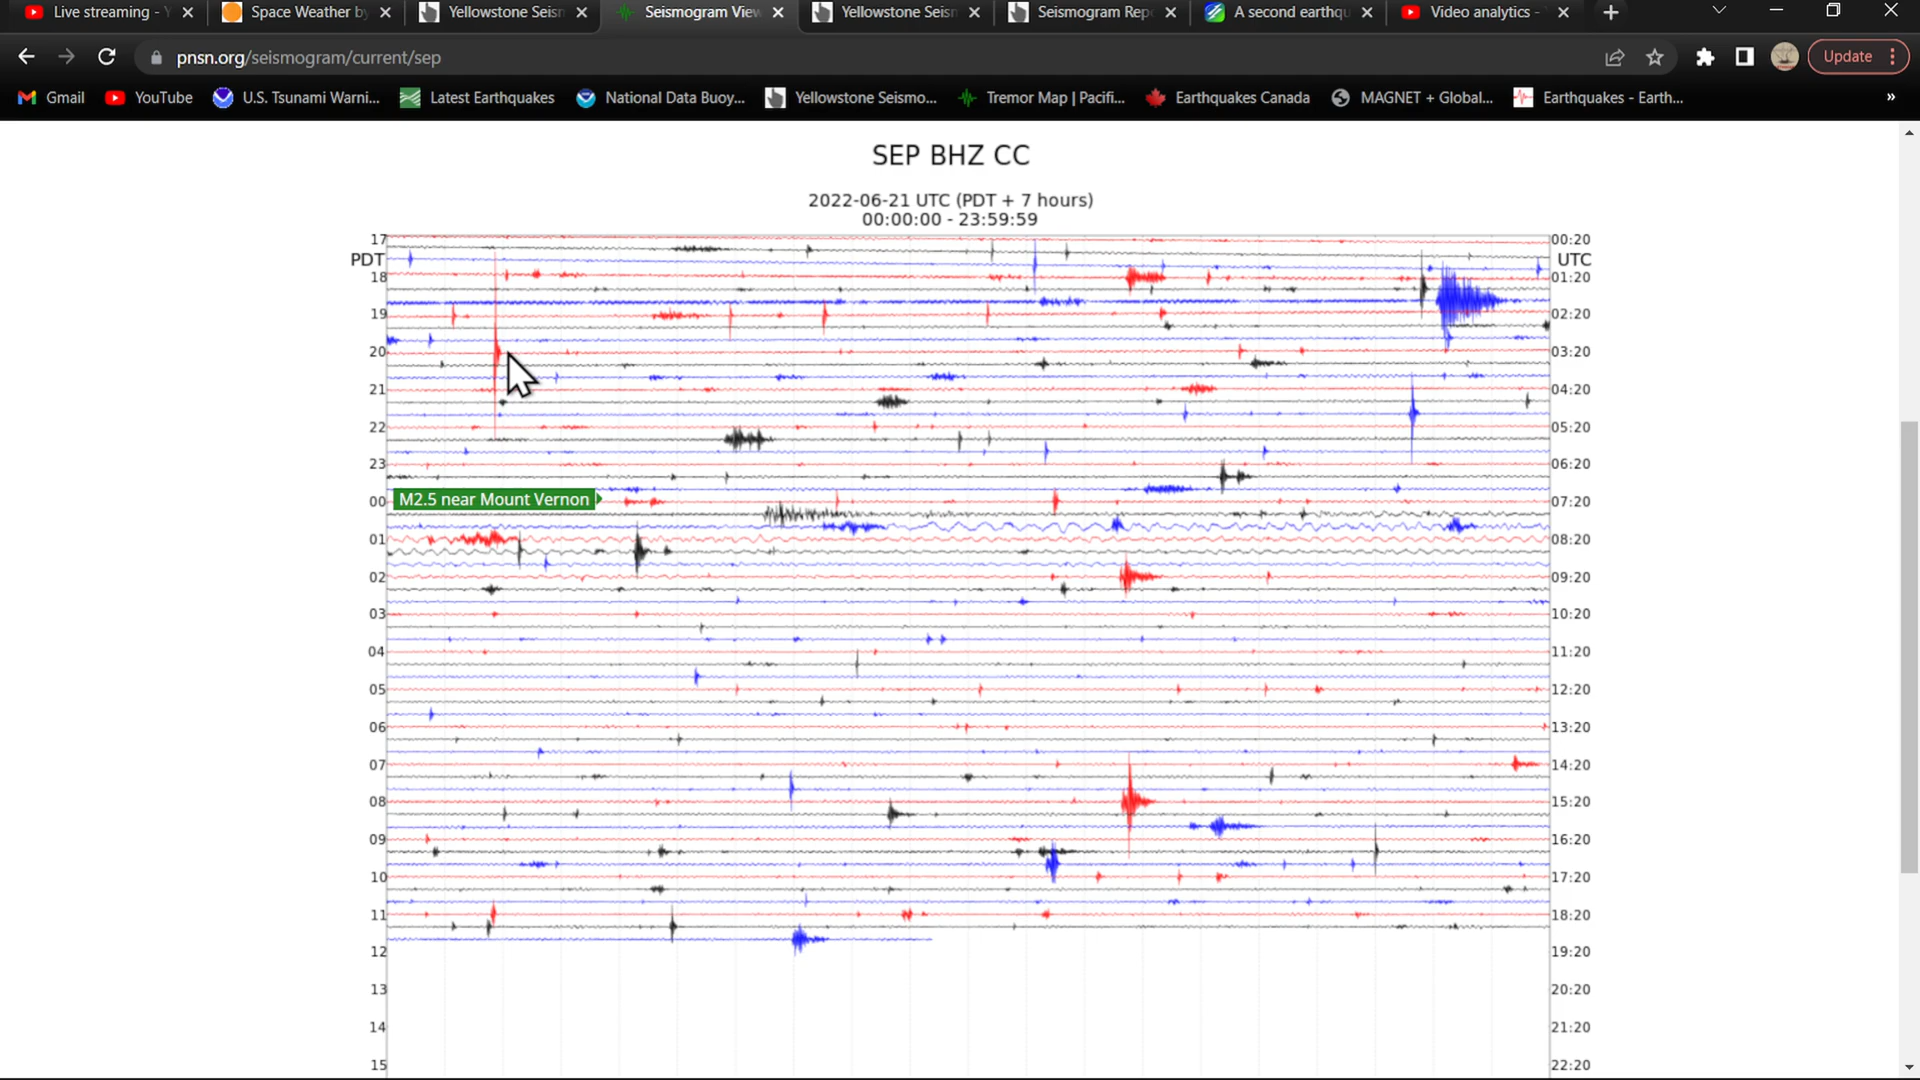 Live streaming -
Space Weather by
Yellowstone Seisn
Seismogram View
Yellowstone Seisn
Seismogram Rep
A second earthqu
Video analytics -
pnsn.org/seismogram/current/sep
Update
Gmail
YouTube
U.S. Tsunami Warni...
Latest Earthquakes
National Data Buoy...
Yellowstone Seismo...
Tremor Map | Pacifi...
Earthquakes Canada
MAGNET + Global...
Earthquakes - Earth...
»
SEP BHZ CC
2022-06-21 UTC (PDT + 7 hours)
00:00:00 - 23:59:59
17 00:20
PDT UTC
18 01:20
19 02:20
20 03:20
21 04:20
22 05:20
23 06:20
00 M2.5 near Mount Vernon 07:20
01 08:20
02 09:20
03 10:20
04 11:20
05 12:20
06 13:20
07 14:20
08 15:20
09 16:20
10 17:20
11 18:20
12 19:20
13 20:20
14 21:20
15 22:20